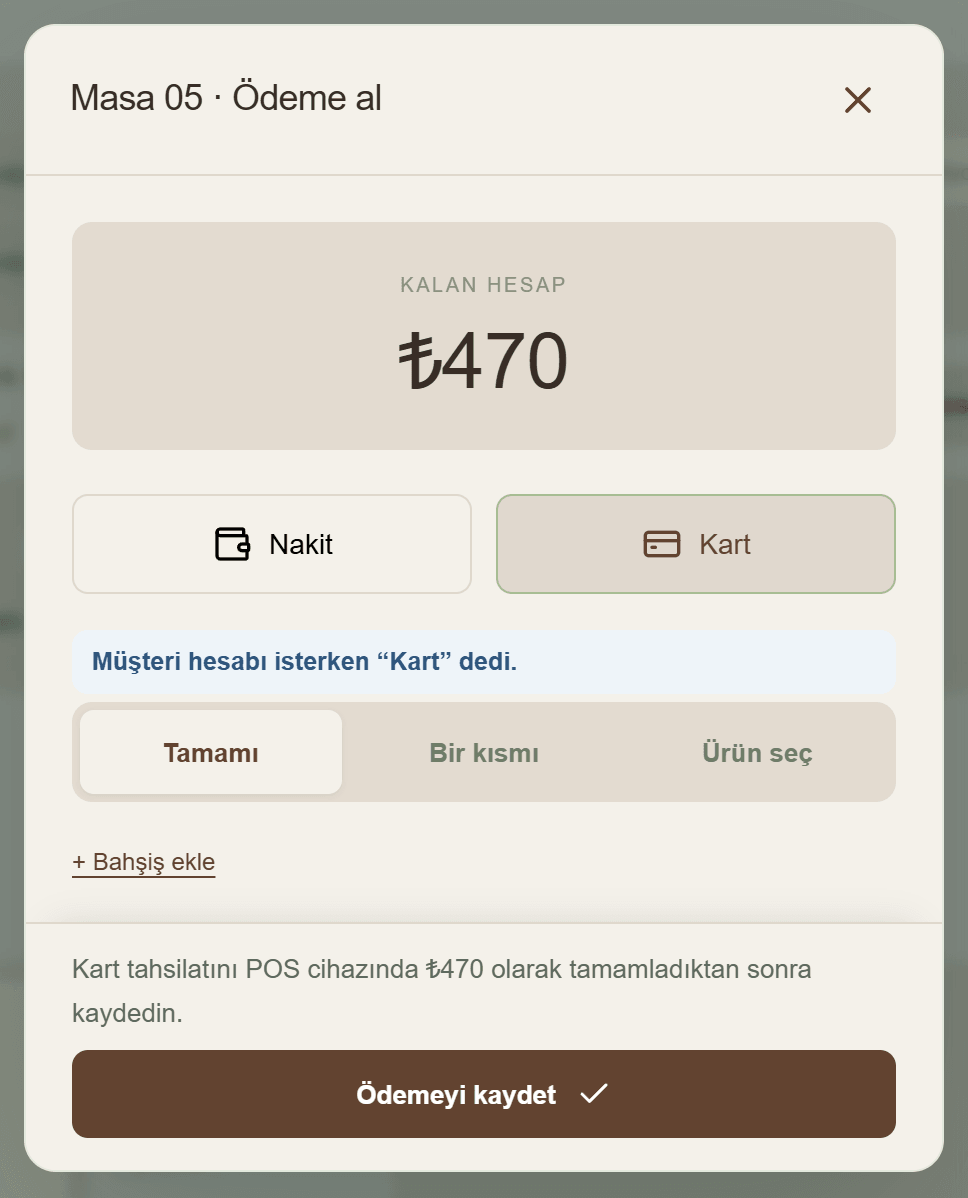 Masa 05 · Ödeme al
KALAN HESAP
₺470
Nakit
Kart
Müşteri hesabı isterken “Kart” dedi.
Tamamı
Bir kısmı
Ürün seç
+ Bahşiş ekle
Kart tahsilatını POS cihazında ₺470 olarak tamamladıktan sonra
kaydedin.
Ödemeyi kaydet